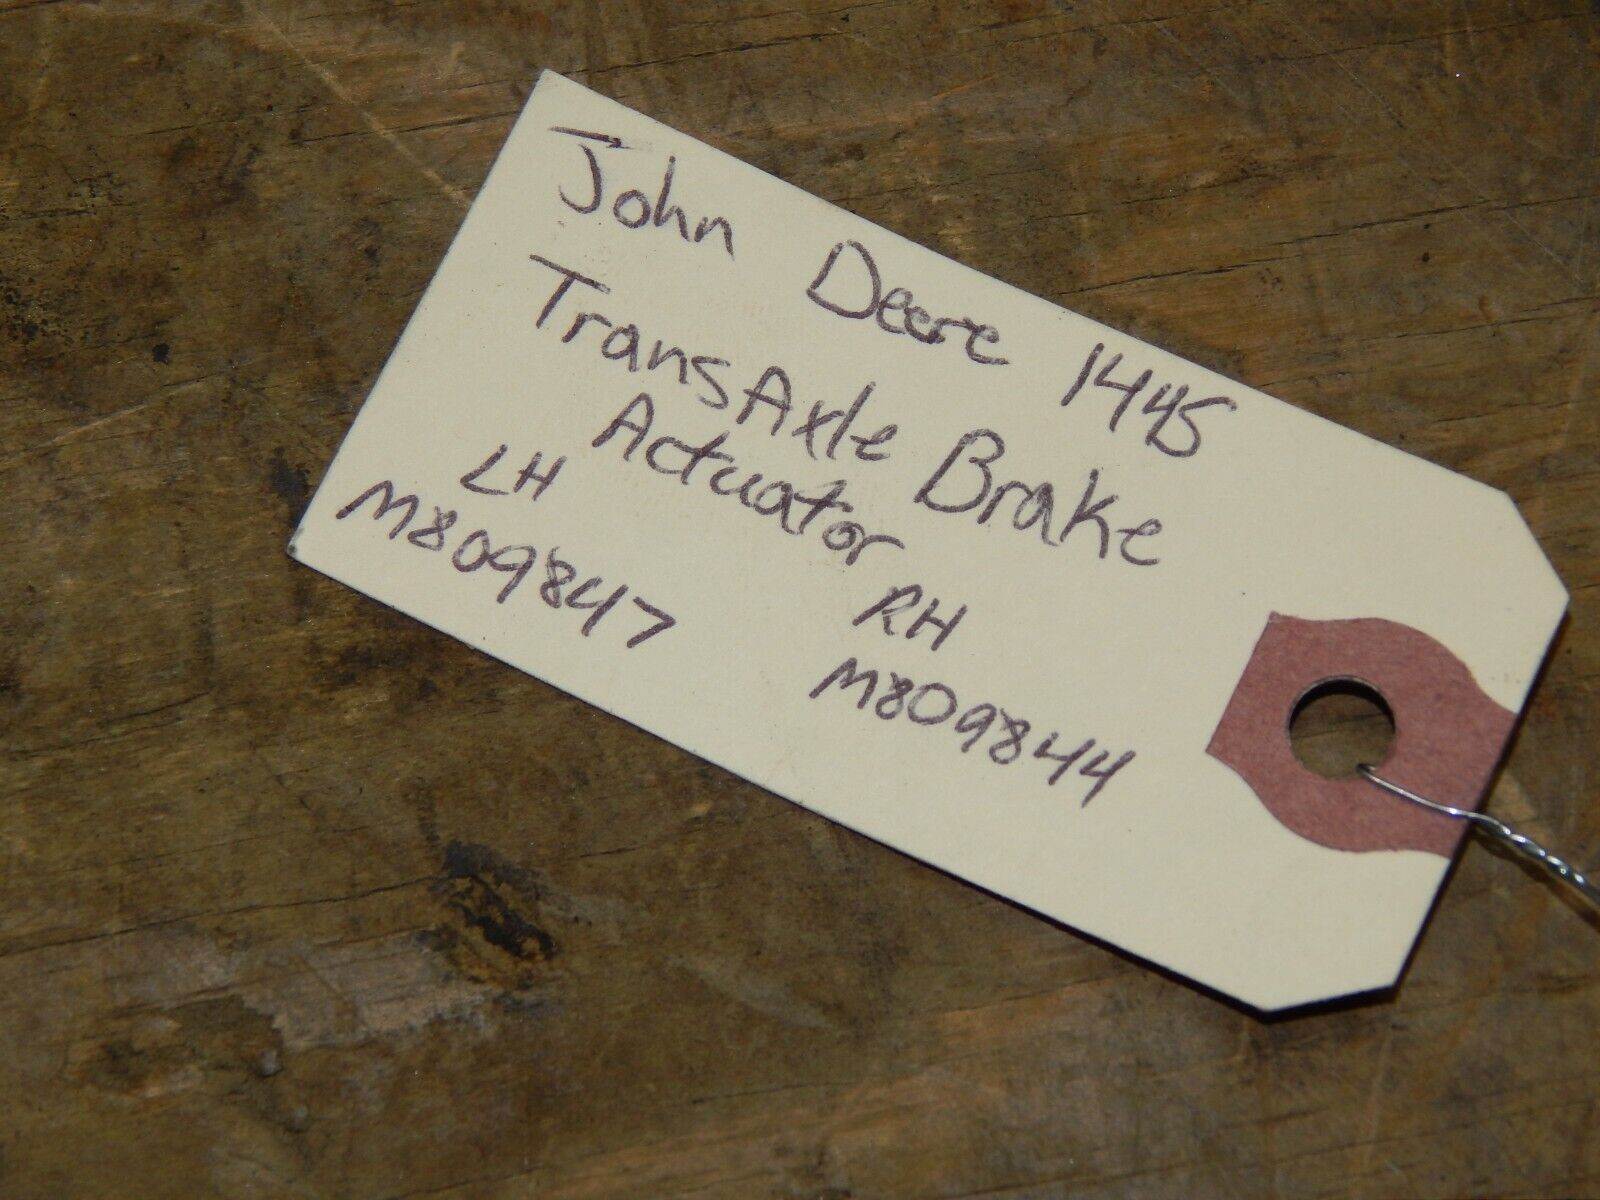 John Deere 1445
TransAxle Brake
Actuator
LH RH
M809847 M809844